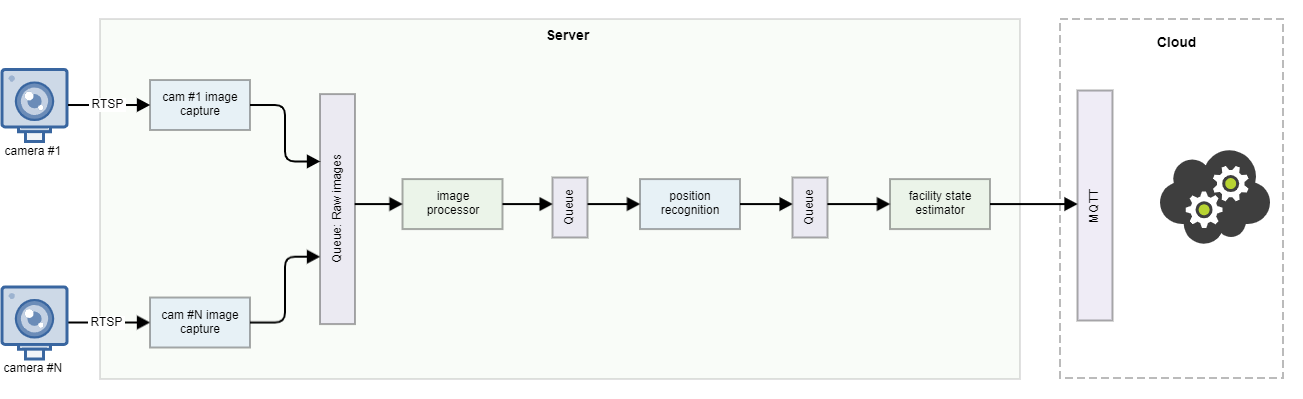 Server
Cloud
RTSP
cam #1 image
capture
camera #1
Queue: Raw images
image
processor
Queue
position
recognition
Queue
facility state
estimator
MQTT
RTSP
cam #N image
capture
camera #N